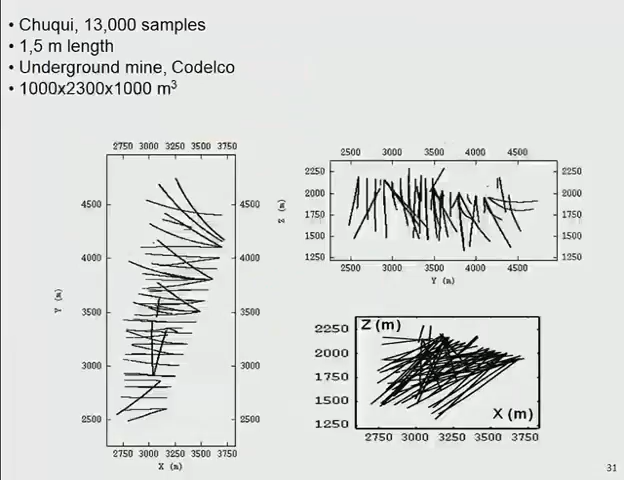 • Chuqui, 13,000 samples
• 1,5 m length
• Underground mine, Codelco
• 1000x2300x1000 m³
2750 3000 3250 3500 3750
4500 4500
4000 4000
3500 3500
3000 3000
2500 2500
Y (m)
2750 3000 3250 3500 3750
X (m)
2500 3000 3500 4000 4500
2250 2250
2000 2000
1750 1750
1500 1500
1250 1250
Z (m)
2500 3000 3500 4000 4500
Y (m)
Z (m)
2250
2000
1750
1500
1250
X (m)
2750 3000 3250 3500 3750
31